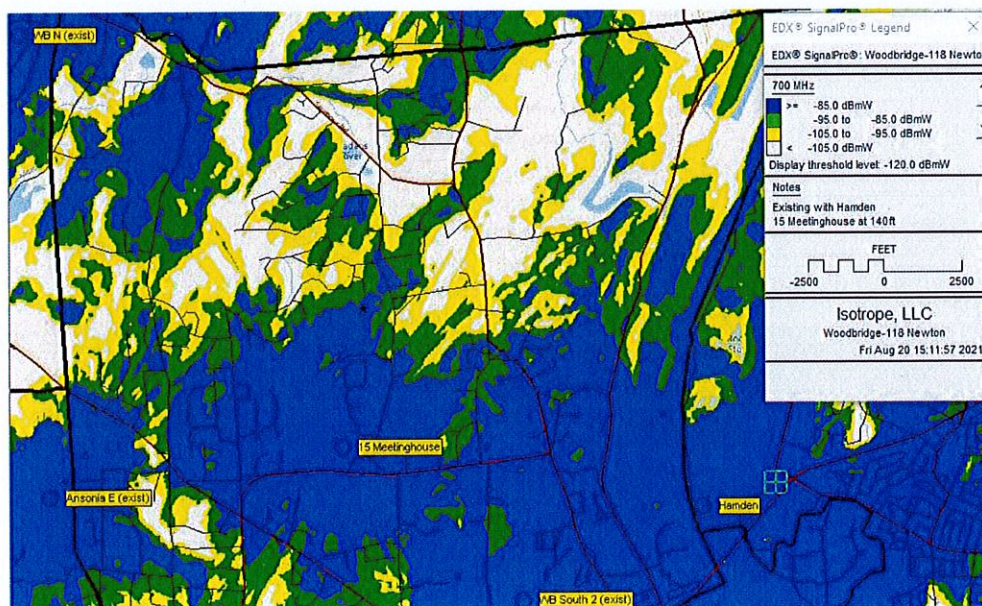 WB N (exist)
EDX® SignalPro® Legend
EDX® SignalPro®: Woodbridge-118 Newto
700 MHz
>= -85.0 dBmW
-95.0 to -85.0 dBmW
-105.0 to -95.0 dBmW
< -105.0 dBmW
Display threshold level: -120.0 dBmW
Notes
Existing with Hamden
15 Meetinghouse at 140ft
FEET
-2500 0 2500
Isotrope, LLC
Woodbridge-118 Newton
Fri Aug 20 15:11:57 2021
15 Meetinghouse
Ansonia E (exist)
Hamden
WB South 2 (exist)